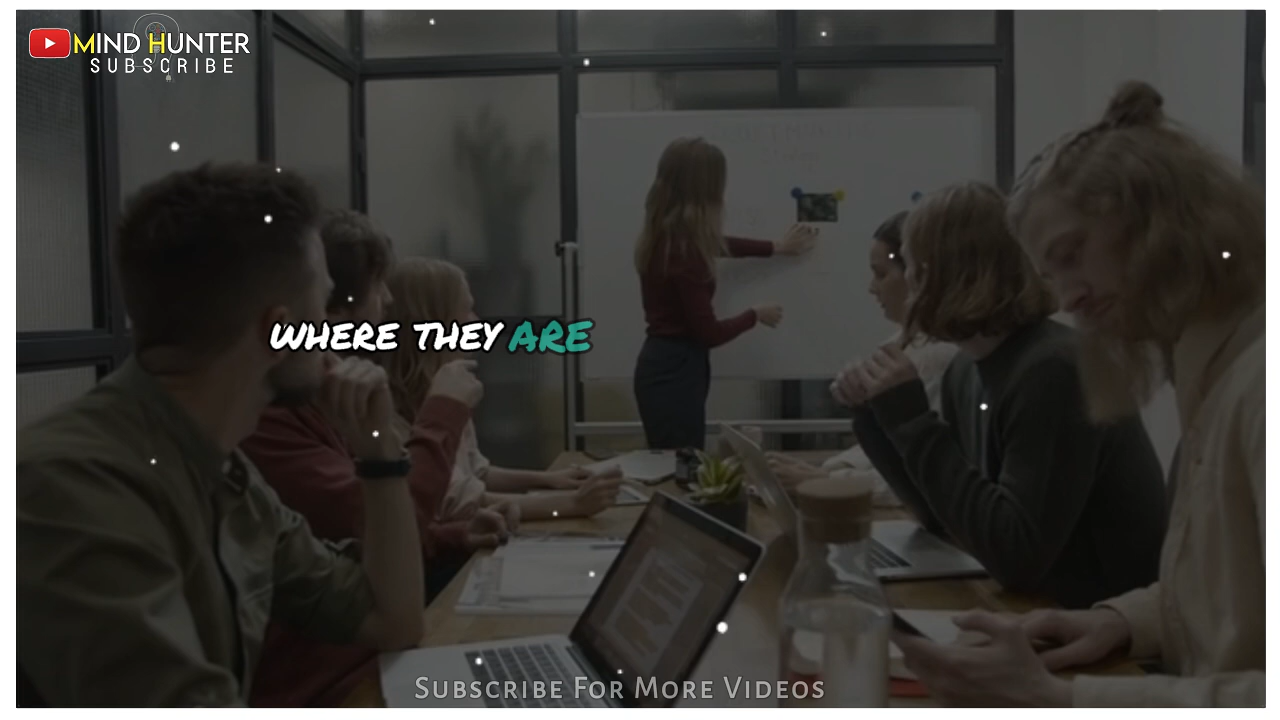 MIND HUNTER
SUBSCRIBE
WHERE THEY ARE
SUBSCRIBE FOR MORE VIDEOS